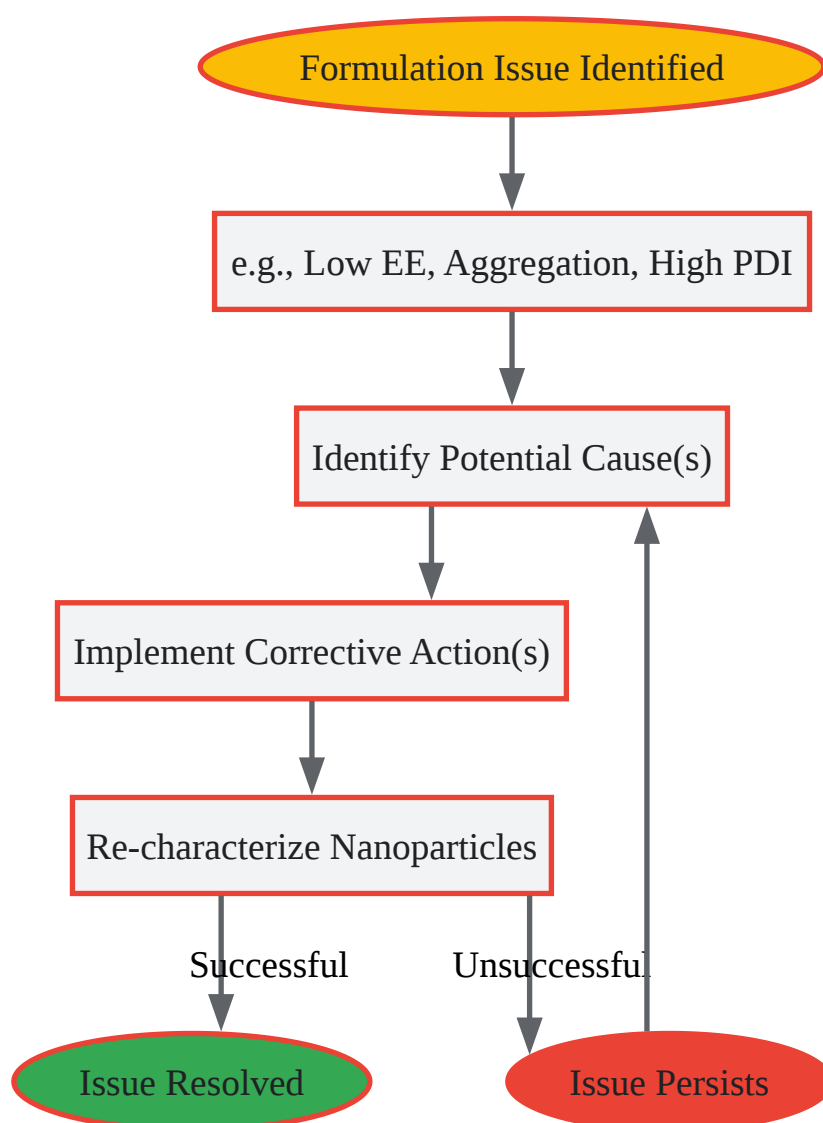 Formulation Issue Identified
e.g., Low EE, Aggregation, High PDI
Identify Potential Cause(s)
Implement Corrective Action(s)
Re-characterize Nanoparticles
Successful
Unsuccessful
Issue Resolved
Issue Persists